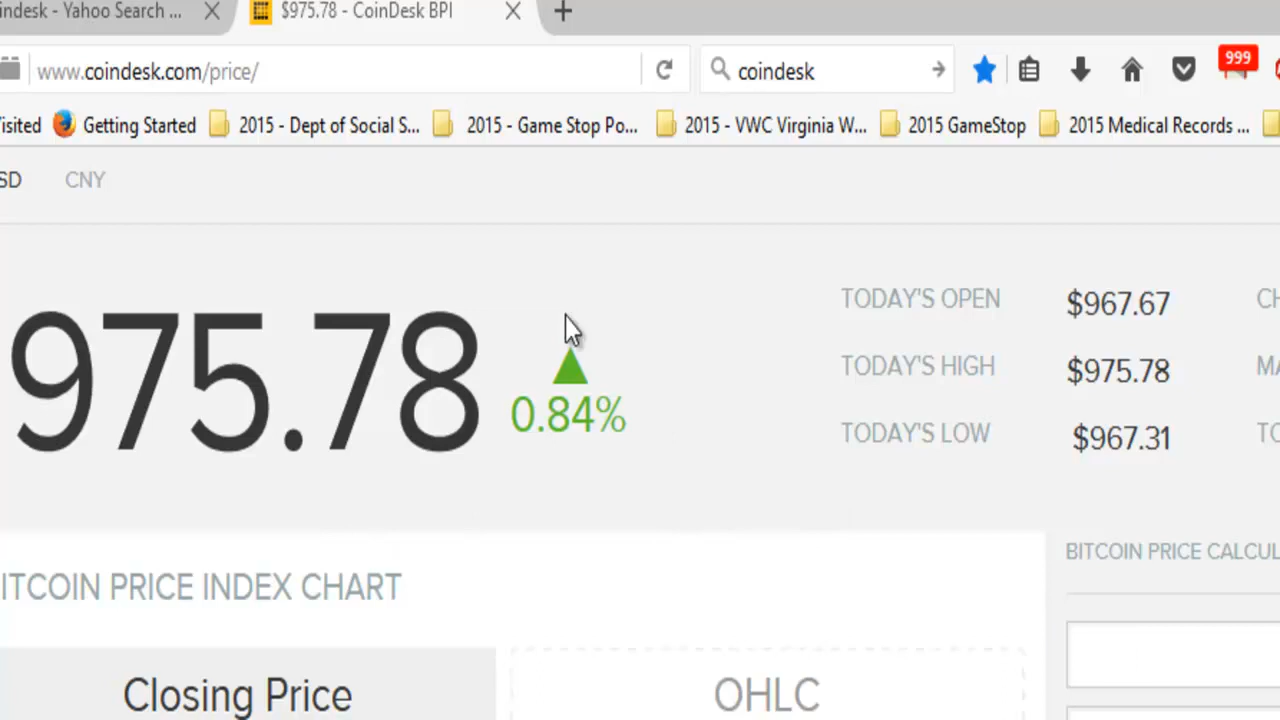 indesk - Yahoo Search ...
$975.78 - CoinDesk BPI
www.coindesk.com/price/
coindesk
999
isited
Getting Started
2015 - Dept of Social S...
2015 - Game Stop Po...
2015 - VWC Virginia W...
2015 GameStop
2015 Medical Records ...
SD
CNY
975.78
0.84%
TODAY'S OPEN $967.67 CH
TODAY'S HIGH $975.78 MA
TODAY'S LOW $967.31 TO
BITCOIN PRICE CALCUL
ITCOIN PRICE INDEX CHART
Closing Price
OHLC